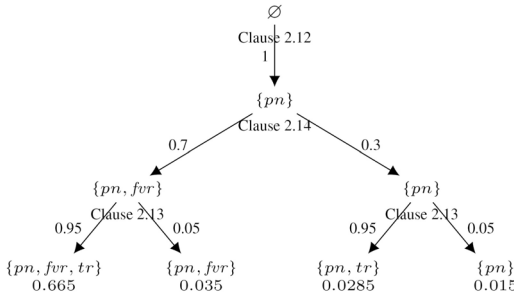 ∅
Clause 2.12
1
{pn}
Clause 2.14
0.7 0.3
{pn, fvr} {pn}
Clause 2.13 Clause 2.13
0.95 0.05 0.95 0.05
{pn, fvr, tr} {pn, fvr} {pn, tr} {pn}
0.665 0.035 0.0285 0.015